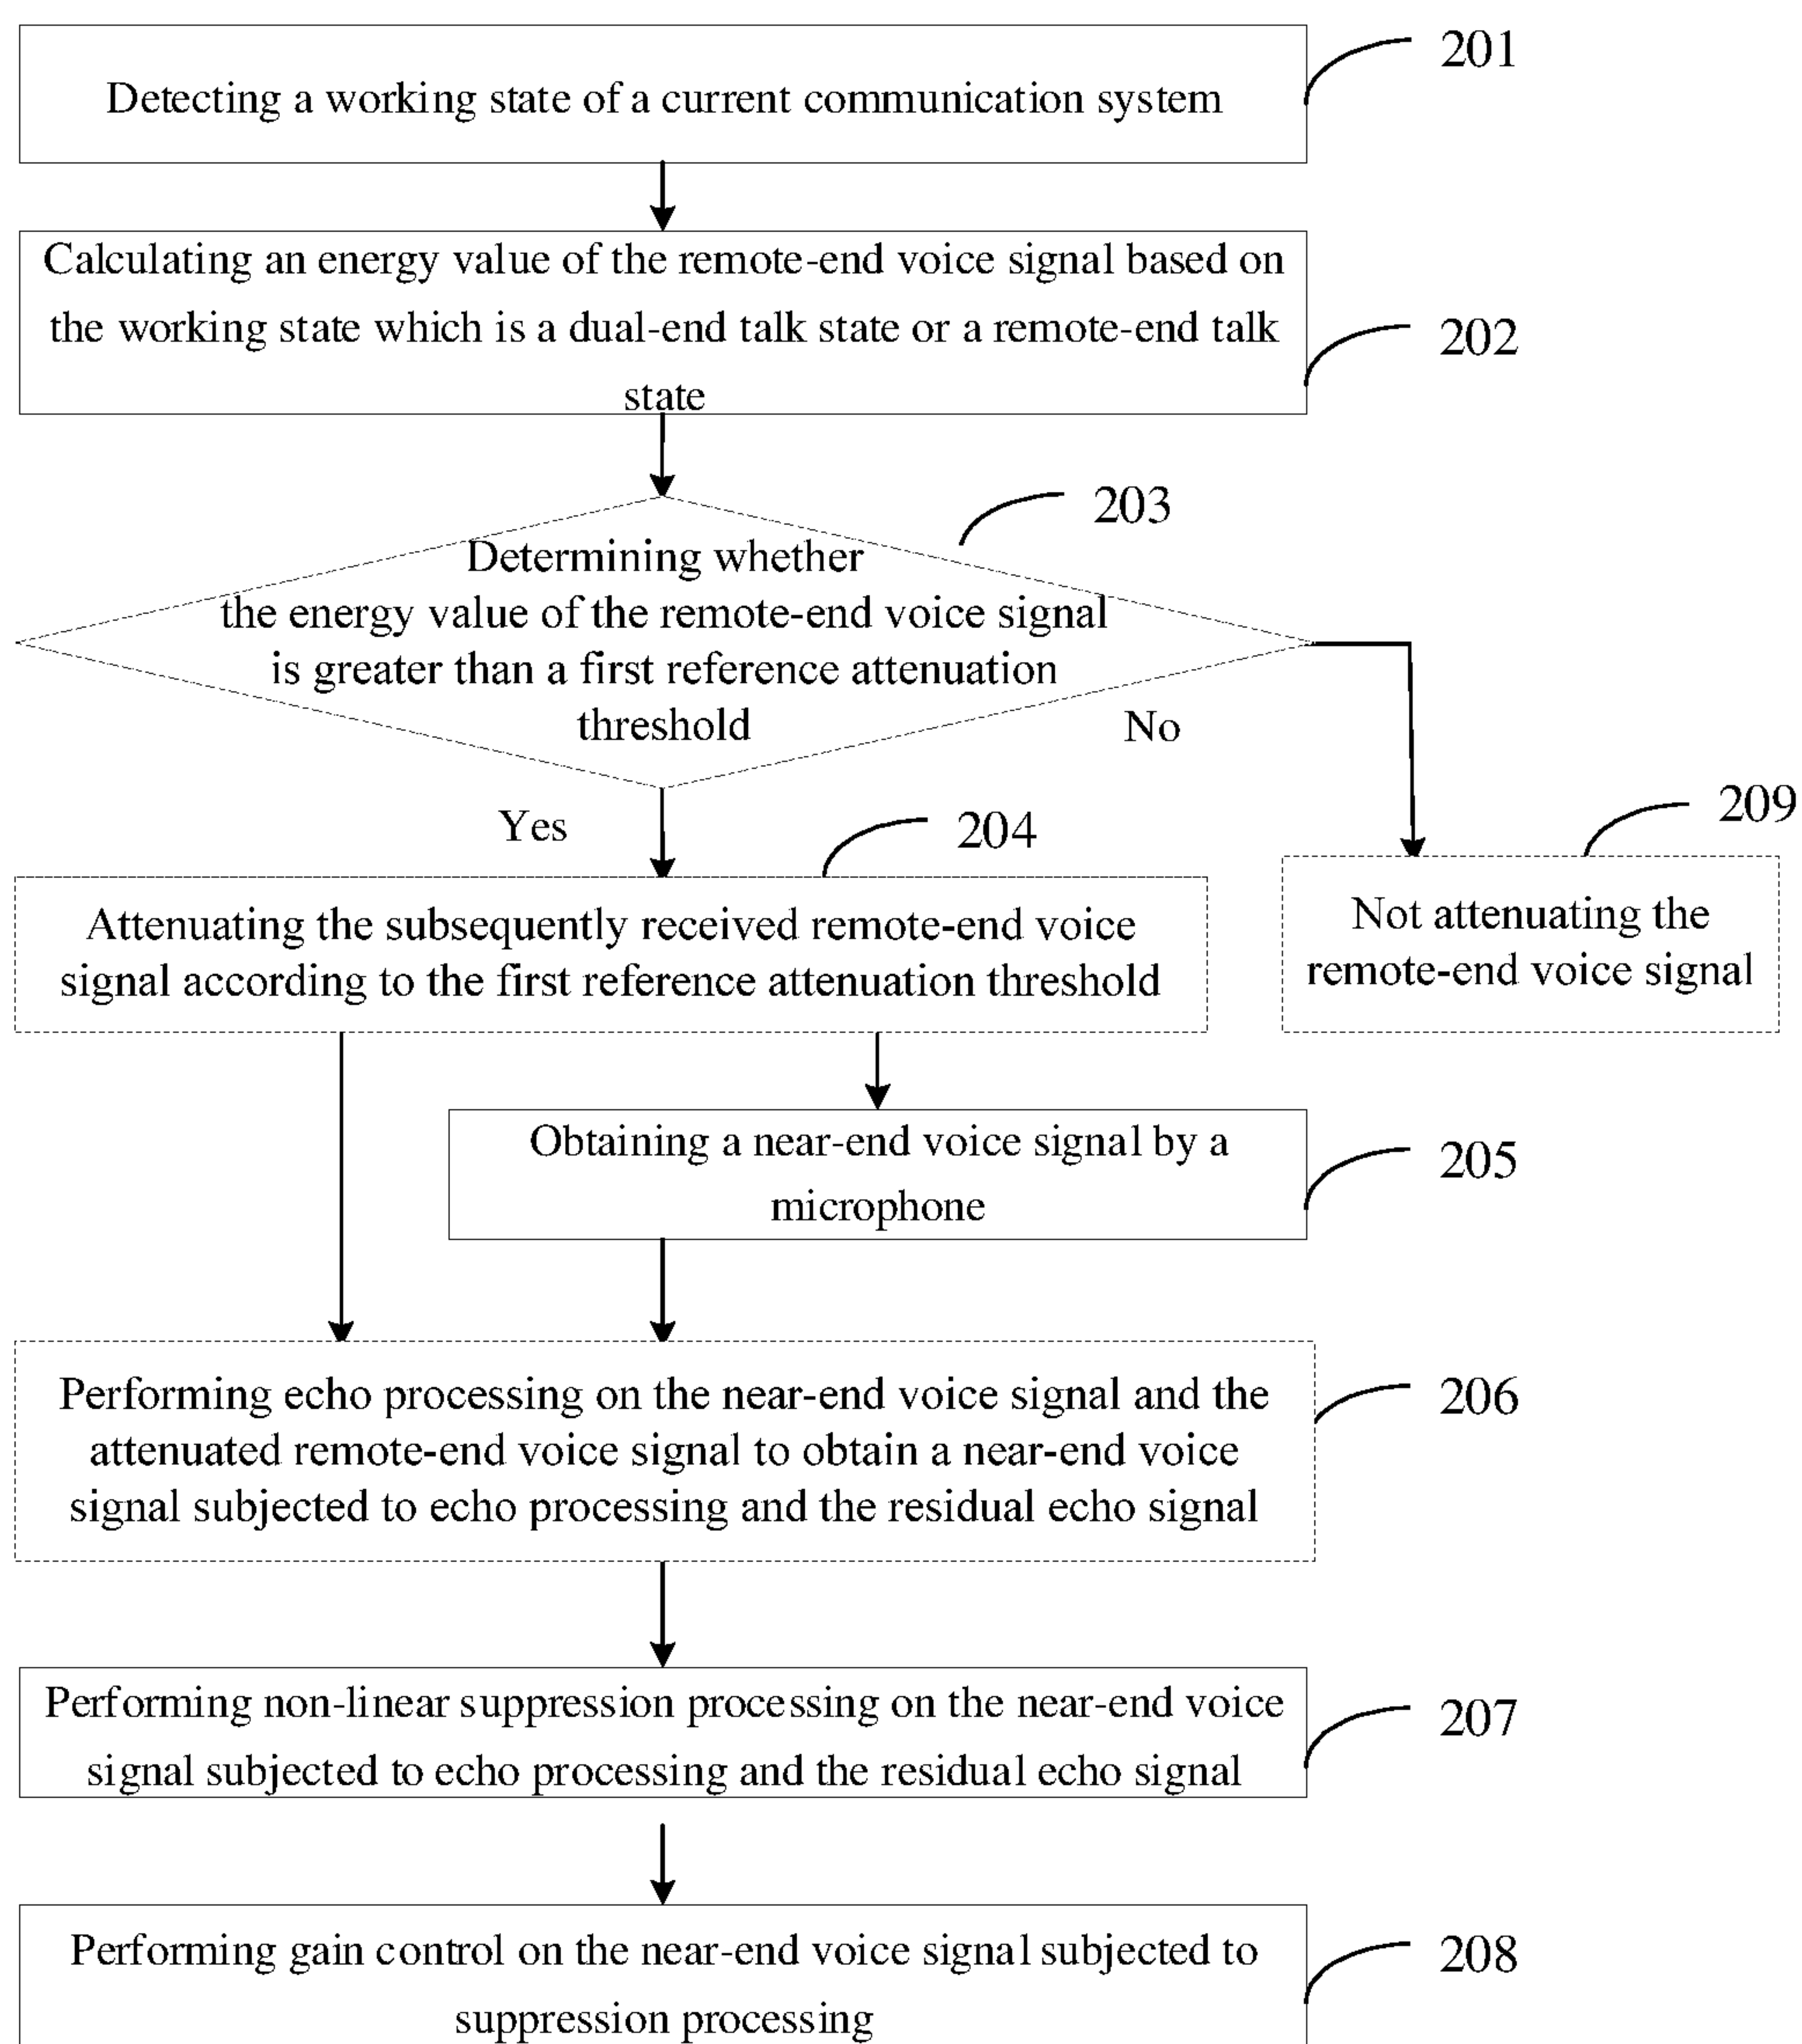 Detecting a working state of a current communication system
201
Calculating an energy value of the remote-end voice signal based on
the working state which is a dual-end talk state or a remote-end talk
state
202
203
Determining whether
the energy value of the remote-end voice signal
is greater than a first reference attenuation
threshold
No
Yes
204
209
Attenuating the subsequently received remote-end voice
signal according to the first reference attenuation threshold
Not attenuating the
remote-end voice signal
Obtaining a near-end voice signal by a
microphone
205
Performing echo processing on the near-end voice signal and the
attenuated remote-end voice signal to obtain a near-end voice
signal subjected to echo processing and the residual echo signal
206
Performing non-linear suppression processing on the near-end voice
signal subjected to echo processing and the residual echo signal
207
Performing gain control on the near-end voice signal subjected to
suppression processing
208